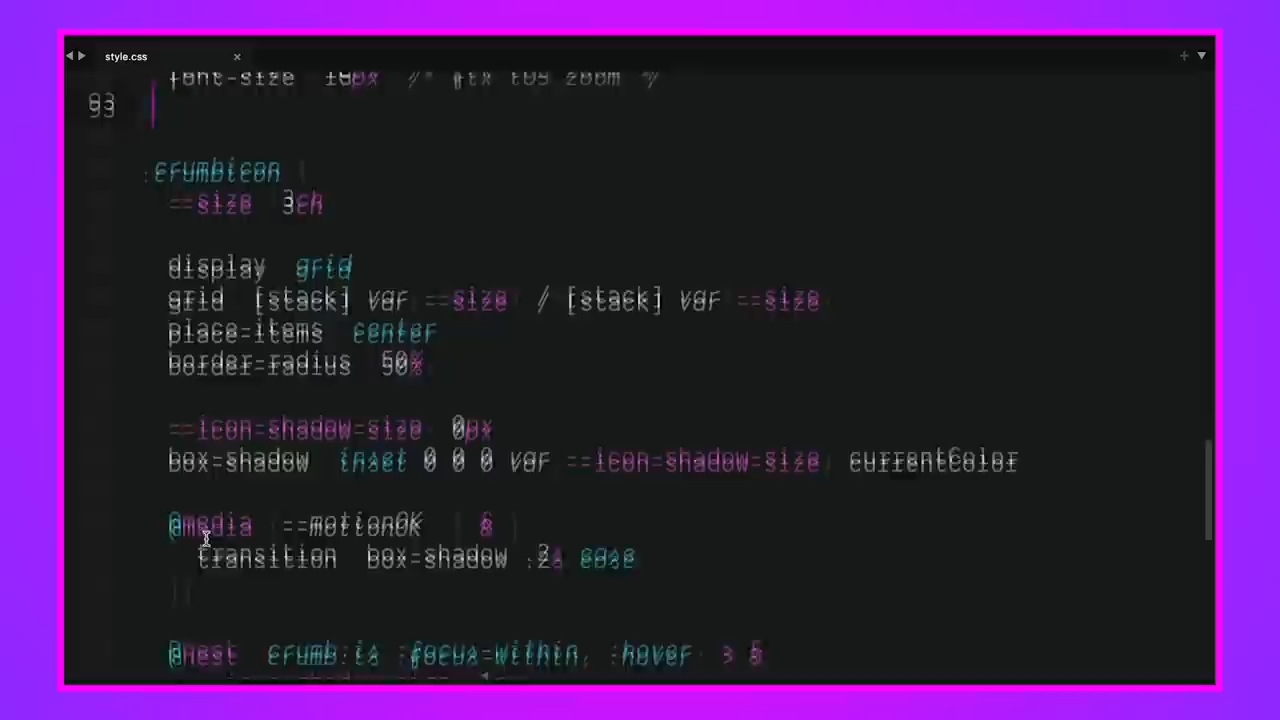 style.css
font-size 16px /* fix iOS zoom */
93
crumbicon
--size 3ch
display grid
grid [stack] var --size / [stack] var --size
place-items center
border-radius 50%
--icon-shadow-size 0px
box-shadow inset 0 0 0 var --icon-shadow-size currentColor
@media --motionOK &
transition box-shadow .2s ease
@nest crumb:is :focus-within, :hover > &